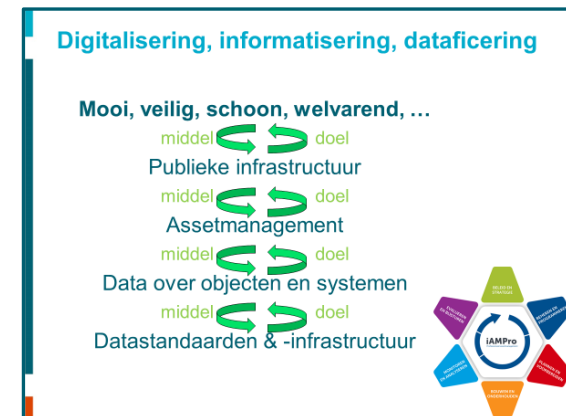 Digitalisering, informatisering, dataficering
Mooi, veilig, schoon, welvarend, ...
middel doel
Publieke infrastructuur
middel doel
Assetmanagement
middel doel
Data over objecten en systemen
middel doel
Datastandaarden & -infrastructuur
iAMPro